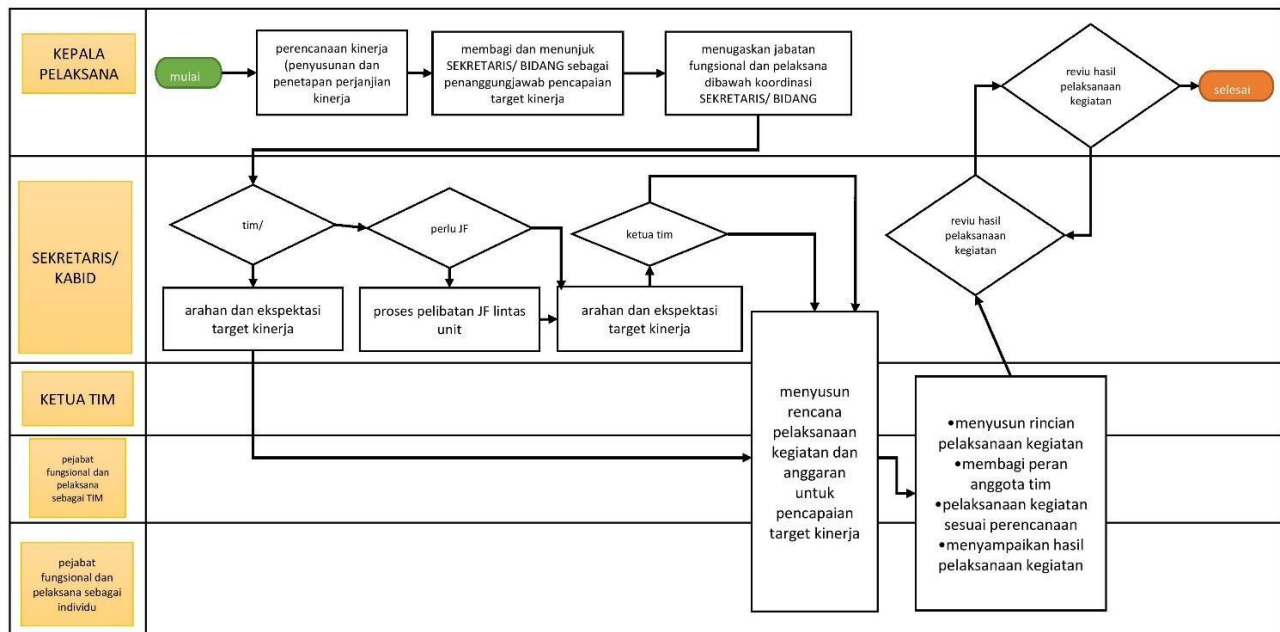 KEPALA
PELAKSANA
mulai
perencanaan kinerja
(penyusunan dan
penetapan perjanjian
kinerja
membagi dan menunjuk
SEKRETARIS/ BIDANG sebagai
penanggungjawab pencapaian
target kinerja
menugaskan jabatan
fungsional dan pelaksana
dibawah koordinasi
SEKRETARIS/ BIDANG
reviu hasil
pelaksanaan
kegiatan
selesai
SEKRETARIS/
KABID
tim/
perlu JF
ketua tim
reviu hasil
pelaksanaan
kegiatan
arahan dan ekspektasi
target kinerja
proses pelibatan JF lintas
unit
arahan dan ekspektasi
target kinerja
KETUA TIM
pejabat
fungsional dan
pelaksana
sebagai TIM
pejabat
fungsional dan
pelaksana sebagai
individu
menyusun
rencana
pelaksanaan
kegiatan dan
anggaran
untuk
pencapaian
target kinerja
•menyusun rincian
pelaksanaan kegiatan
•membagi peran
anggota tim
•pelaksanaan kegiatan
sesuai perencanaan
•menyampaikan hasil
pelaksanaan kegiatan